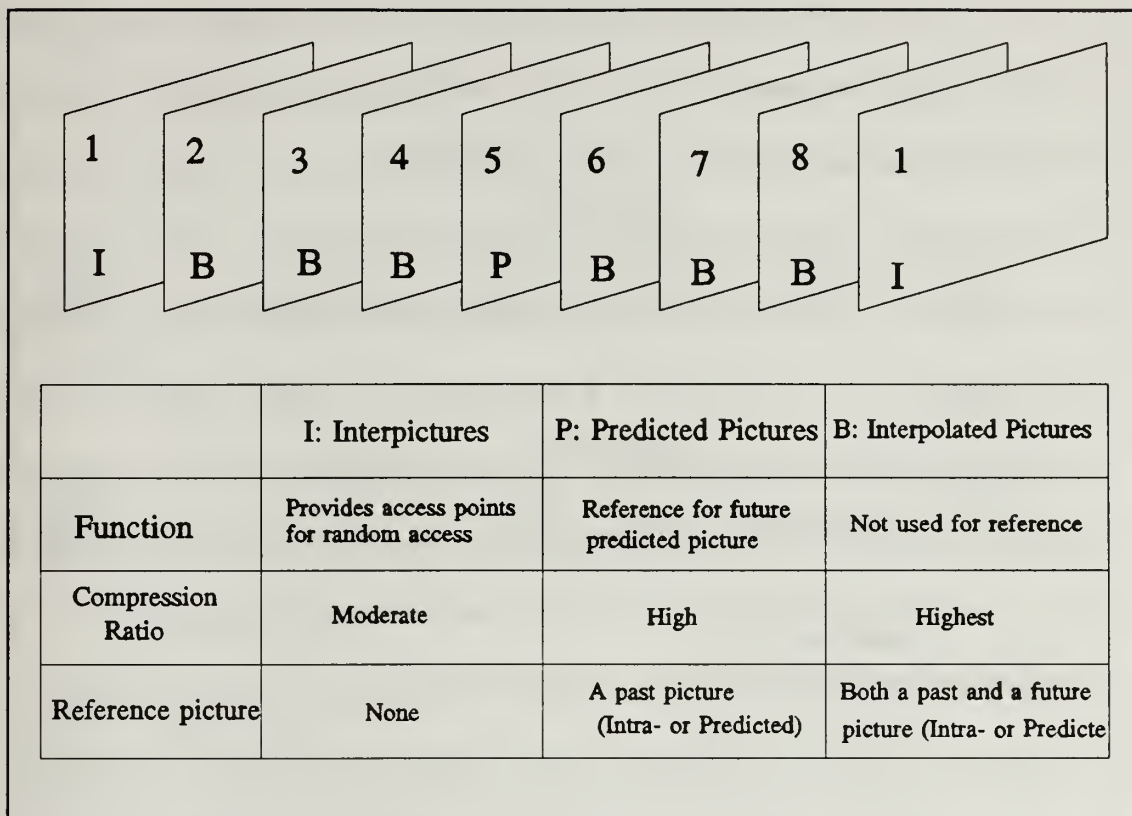 1 2 3 4 5 6 7 8 1
I B B B P B B B I
I: Interpictures P: Predicted Pictures B: Interpolated Pictures
Function Provides access points for random access Reference for future predicted picture Not used for reference
Compression Ratio Moderate High Highest
Reference picture None A past picture (Intra- or Predicted) Both a past and a future picture (Intra- or Predicte